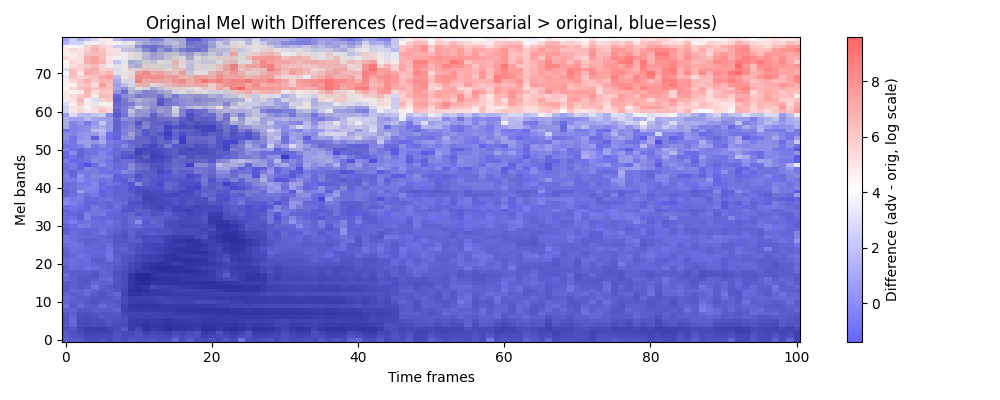 Original Mel with Differences (red=adversarial > original, blue=less)
Mel bands
70
60
50
40
30
20
10
0
0 20 40 60 80 100
Time frames
8
6
4
2
0
Difference (adv - orig, log scale)